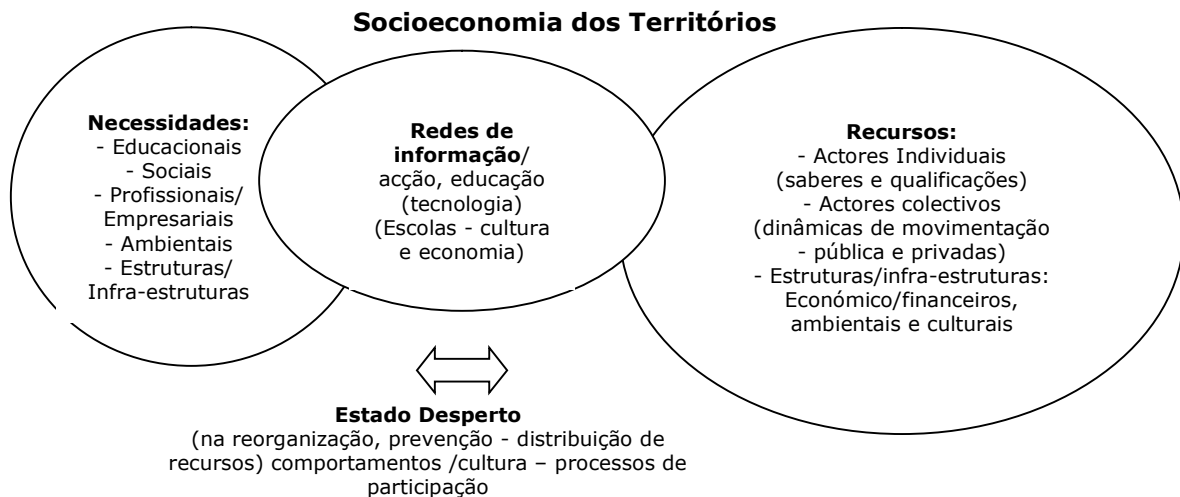 Socioeconomia dos Territórios
Necessidades:
- Educacionais
- Sociais
- Profissionais/
Empresariais
- Ambientais
- Estruturas/
Infra-estruturas
Redes de
informação/
acção, educação
(tecnologia)
(Escolas - cultura
e economia)
Recursos:
- Actores Individuais
(saberes e qualificações)
- Actores colectivos
(dinâmicas de movimentação
- pública e privadas)
- Estruturas/infra-estruturas:
Económico/financeiros,
ambientais e culturais
Estado Desperto
(na reorganização, prevenção - distribuição de
recursos) comportamentos /cultura – processos de
participação